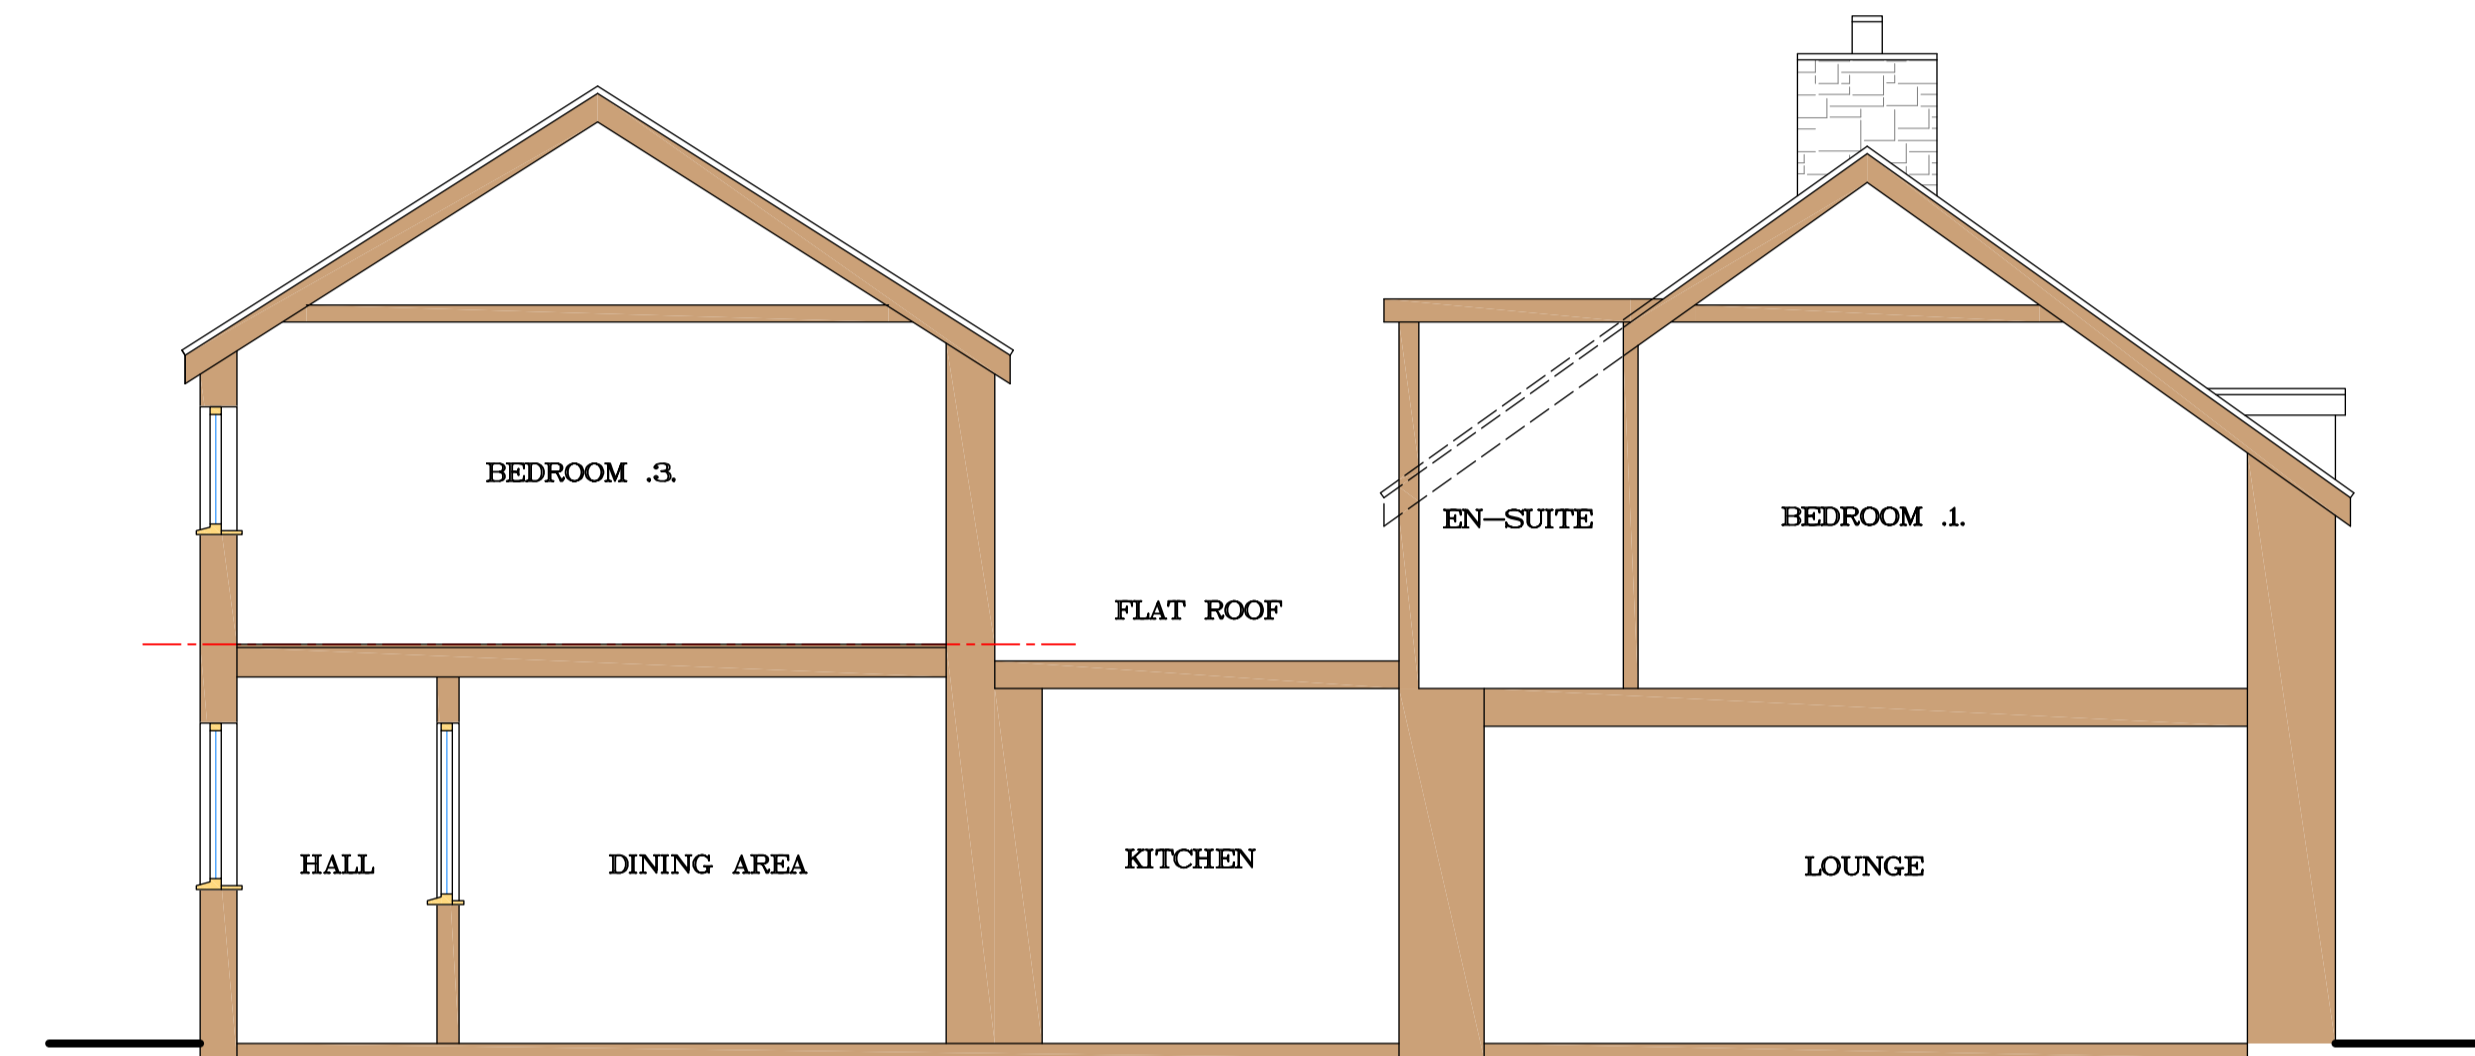 BEDROOM .3.
EN-SUITE
BEDROOM .1.
FLAT ROOF
HALL
DINING AREA
KITCHEN
LOUNGE